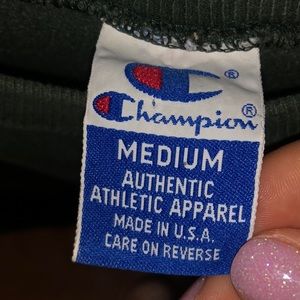 ®
Champion®
MEDIUM
AUTHENTIC
ATHLETIC APPAREL
MADE IN U.S.A.
CARE ON REVERSE